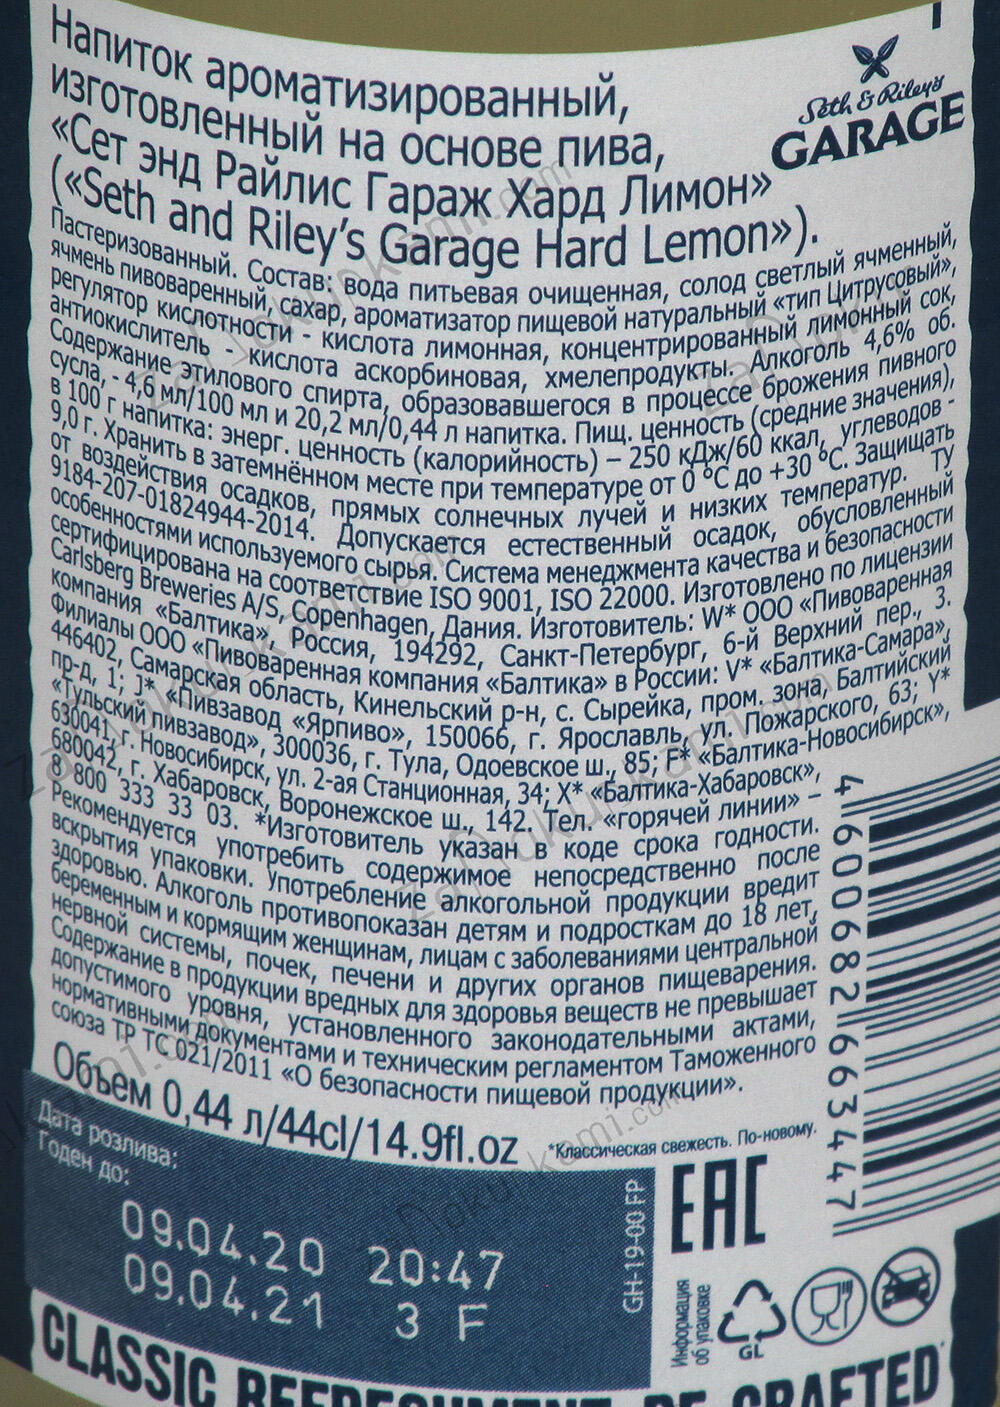 Напиток ароматизированный,
изготовленный на основе пива,
«Сет энд Райлис Гараж Хард Лимон»
(«Seth and Riley's Garage Hard Lemon»).
Seth & Riley's
GARAGE
Пастеризованный. Состав: вода питьевая очищенная, солод светлый ячменный,
ячмень пивоваренный, сахар, ароматизатор пищевой натуральный «тип Цитрусовый»,
регулятор кислотности - кислота лимонная, концентрированный лимонный сок,
антиокислитель - кислота аскорбиновая, хмелепродукты. Алкоголь 4,6% об.
Содержание этилового спирта, образовавшегося в процессе брожения пивного
сусла, - 4,6 мл/100 мл и 20,2 мл/0,44 л напитка. Пищ. ценность (средние значения),
в 100 г напитка: энерг. ценность (калорийность) – 250 кДж/60 ккал, углеводов -
9,0 г. Хранить в затемнённом месте при температуре от 0 °С до +30 °С. Защищать
от воздействия осадков, прямых солнечных лучей и низких температур. ТУ
9184-207-01824944-2014. Допускается естественный осадок, обусловленный
особенностями используемого сырья. Система менеджмента качества и безопасности
сертифицирована на соответствие ISO 9001, ISO 22000. Изготовлено по лицензии
Carlsberg Breweries A/S, Copenhagen, Дания. Изготовитель: W* ООО «Пивоваренная
компания «Балтика», Россия, 194292, Санкт-Петербург, 6-й Верхний пер., 3.
Филиалы ООО «Пивоваренная компания «Балтика» в России: V* «Балтика-Самара»,
446402, Самарская область, Кинельский р-н, с. Сырейка, пром. зона, Балтийский
пр-д, 1; J* «Пивзавод «Ярпиво», 150066, г. Ярославль, ул. Пожарского, 63; Y*
«Тульский пивзавод», 300036, г. Тула, Одоевское ш., 85; F* «Балтика-Новосибирск»,
630041, г. Новосибирск, ул. 2-ая Станционная, 34; X* «Балтика-Хабаровск»,
680042, г. Хабаровск, Воронежское ш., 142. Тел. «горячей линии» –
8 800 333 33 03. *Изготовитель указан в коде срока годности.
Рекомендуется употребить содержимое непосредственно после
вскрытия упаковки. Употребление алкогольной продукции вредит
здоровью. Алкоголь противопоказан детям и подросткам до 18 лет,
беременным и кормящим женщинам, лицам с заболеваниями центральной
нервной системы, почек, печени и других органов пищеварения.
Содержание в продукции вредных для здоровья веществ не превышает
допустимого уровня, установленного законодательными актами,
нормативными документами и техническим регламентом Таможенного
союза ТР ТС 021/2011 «О безопасности пищевой продукции».
Объем 0,44 л/44cl/14.9fl.oz
*Классическая свежесть. По-новому.
4 600682 663447
Дата розлива:
Годен до:
09.04.20 20:47
09.04.21 3 F
GH-19-00 FP
EAC
Информация
об упаковке
GL
CLASSIC REFRESHMENT RE-CRAFTED*